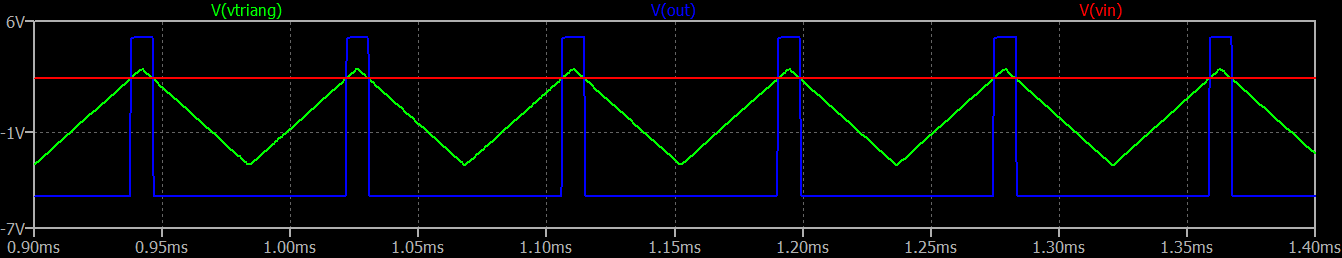 V(vtriang) V(out) V(vin)
6V
-1V
-7V
0.90ms 0.95ms 1.00ms 1.05ms 1.10ms 1.15ms 1.20ms 1.25ms 1.30ms 1.35ms 1.40ms